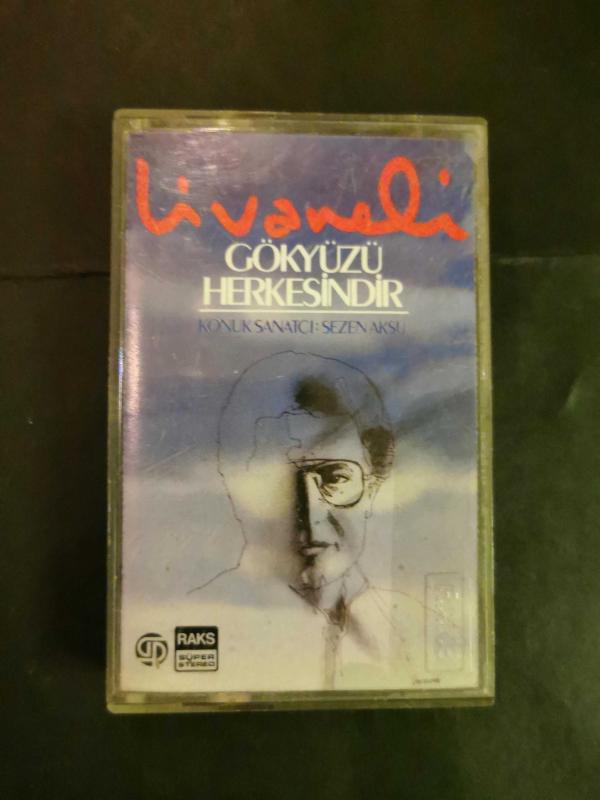 Livaneli
GÖKYÜZÜ
HERKESİNDİR
KONUK SANATÇI: SEZEN AKSU
RAKS
SÜPER
STEREO